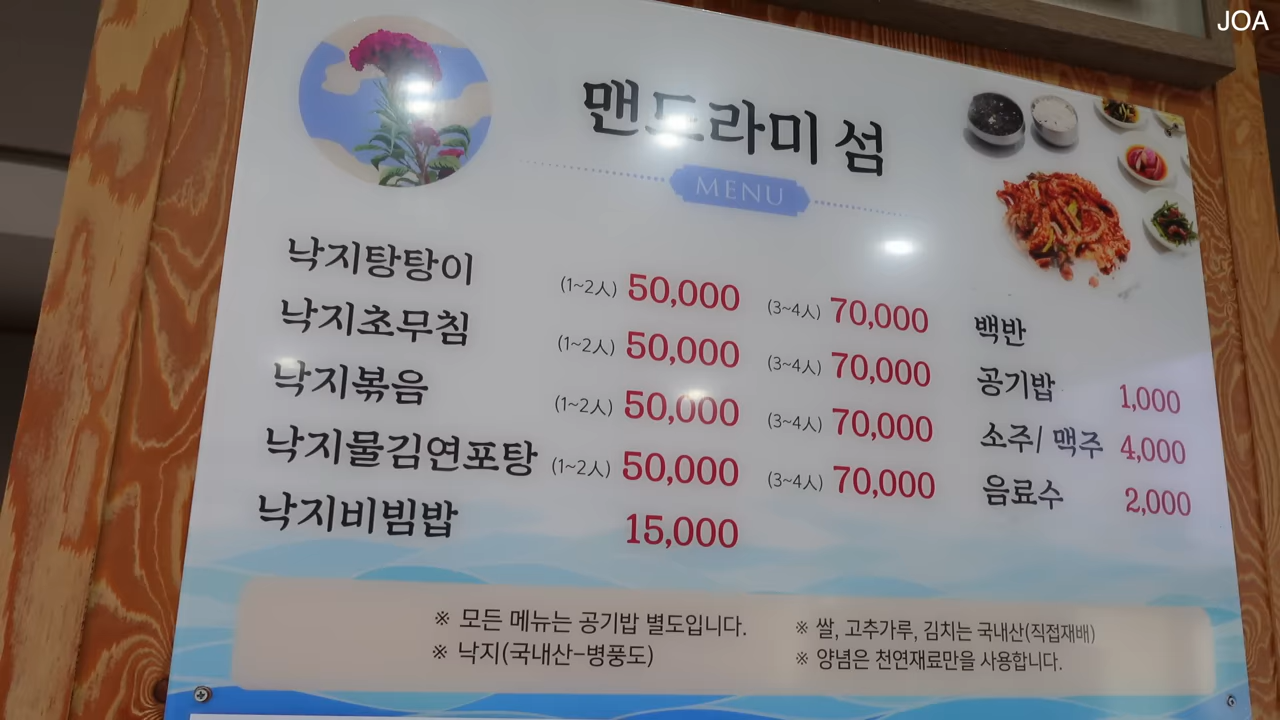 JOA
맨드라미 섬
MENU
낙지탕탕이 (1~2人) 50,000 (3~4人) 70,000
낙지초무침 (1~2人) 50,000 (3~4人) 70,000
낙지볶음 (1~2人) 50,000 (3~4人) 70,000
낙지물김연포탕 (1~2人) 50,000 (3~4人) 70,000
낙지비빔밥 15,000
백반
공기밥 1,000
소주/ 맥주 4,000
음료수 2,000
※ 모든 메뉴는 공기밥 별도입니다.
※ 낙지(국내산-병풍도)
※ 쌀, 고추가루, 김치는 국내산(직접재배)
※ 양념은 천연재료만을 사용합니다.